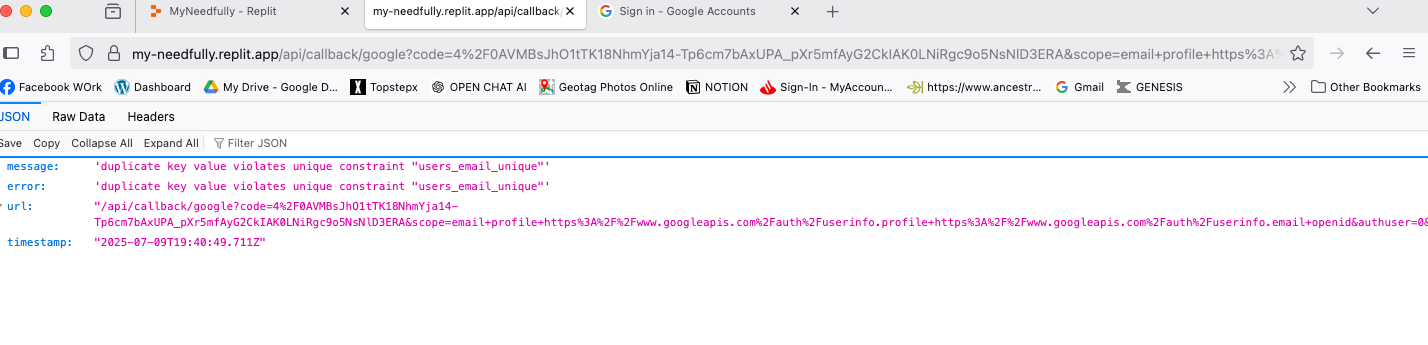 MyNeedfully - Replit
my-needfully.replit.app/api/callback/
Sign in - Google Accounts
my-needfully.replit.app/api/callback/google?code=4%2F0AVMBsJhO1tTK18NhmYja14-Tp6cm7bAxUPA_pXr5mfAyG2CkIAK0LNiRgc9o5NsNlD3ERA&scope=email+profile+https%3A%
Facebook WOrk
Dashboard
My Drive - Google D...
Topstepx
OPEN CHAT AI
Geotag Photos Online
NOTION
Sign-In - MyAccoun...
https://www.ancestr...
Gmail
GENESIS
Other Bookmarks
JSON Raw Data Headers
Save Copy Collapse All Expand All Filter JSON
message: 'duplicate key value violates unique constraint "users_email_unique"'
error: 'duplicate key value violates unique constraint "users_email_unique"'
url: "/api/callback/google?code=4%2F0AVMBsJhO1tTK18NhmYja14-
Tp6cm7bAxUPA_pXr5mfAyG2CkIAK0LNiRgc9o5NsNlD3ERA&scope=email+profile+https%3A%2F%2Fwww.googleapis.com%2Fauth%2Fuserinfo.profile+https%3A%2F%2Fwww.googleapis.com%2Fauth%2Fuserinfo.email+openid&authuser=0&
timestamp: "2025-07-09T19:40:49.711Z"